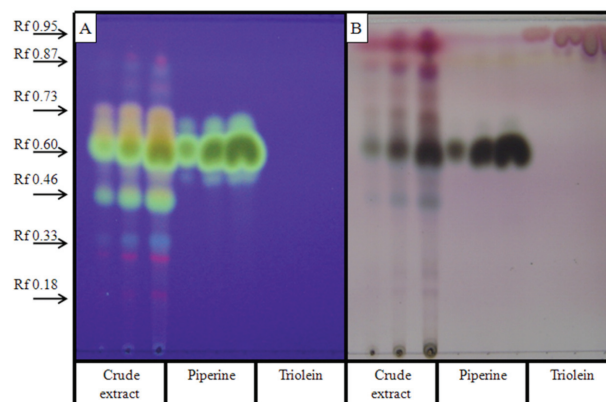 A
B
Rf 0.95
Rf 0.87
Rf 0.73
Rf 0.60
Rf 0.46
Rf 0.33
Rf 0.18
Crude extract
Piperine
Triolein
Crude extract
Piperine
Triolein